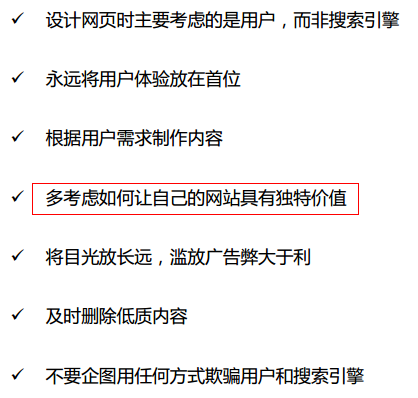 ✓ 设计网页时主要考虑的是用户，而非搜索引擎
✓ 永远将用户体验放在首位
✓ 根据用户需求制作内容
✓ 多考虑如何让自己的网站具有独特价值
✓ 将目光放长远，滥放广告弊大于利
✓ 及时删除低质内容
✓ 不要企图用任何方式欺骗用户和搜索引擎